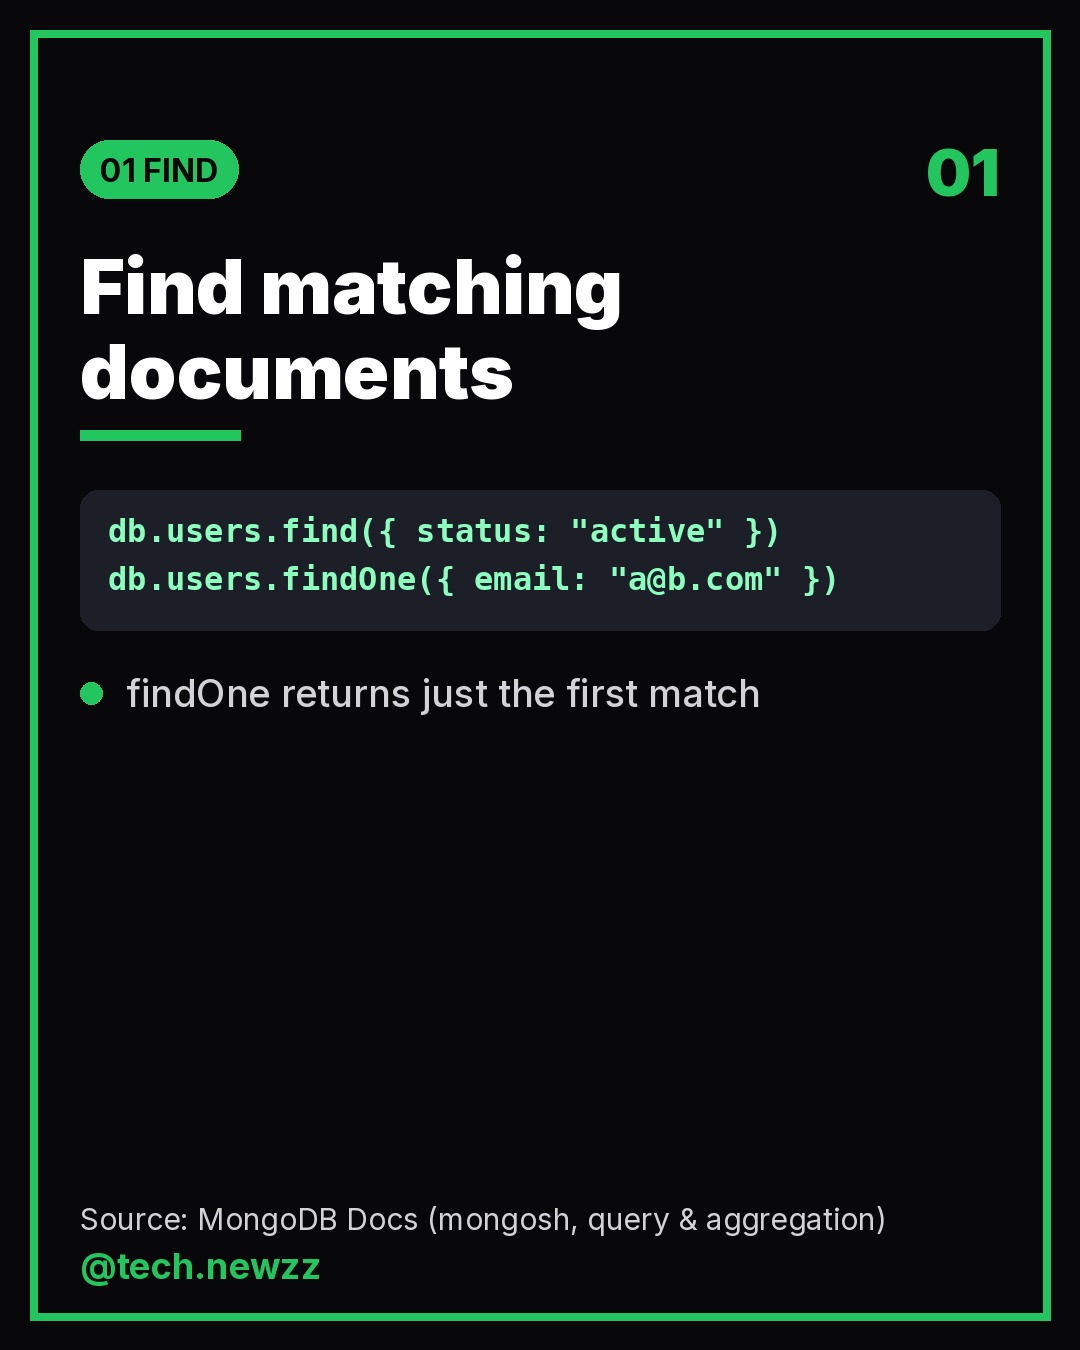 01 FIND
01
Find matching
documents
db.users.find({ status: "active" })
db.users.findOne({ email: "a@b.com" })
findOne returns just the first match
Source: MongoDB Docs (mongosh, query & aggregation)
@tech.newzz